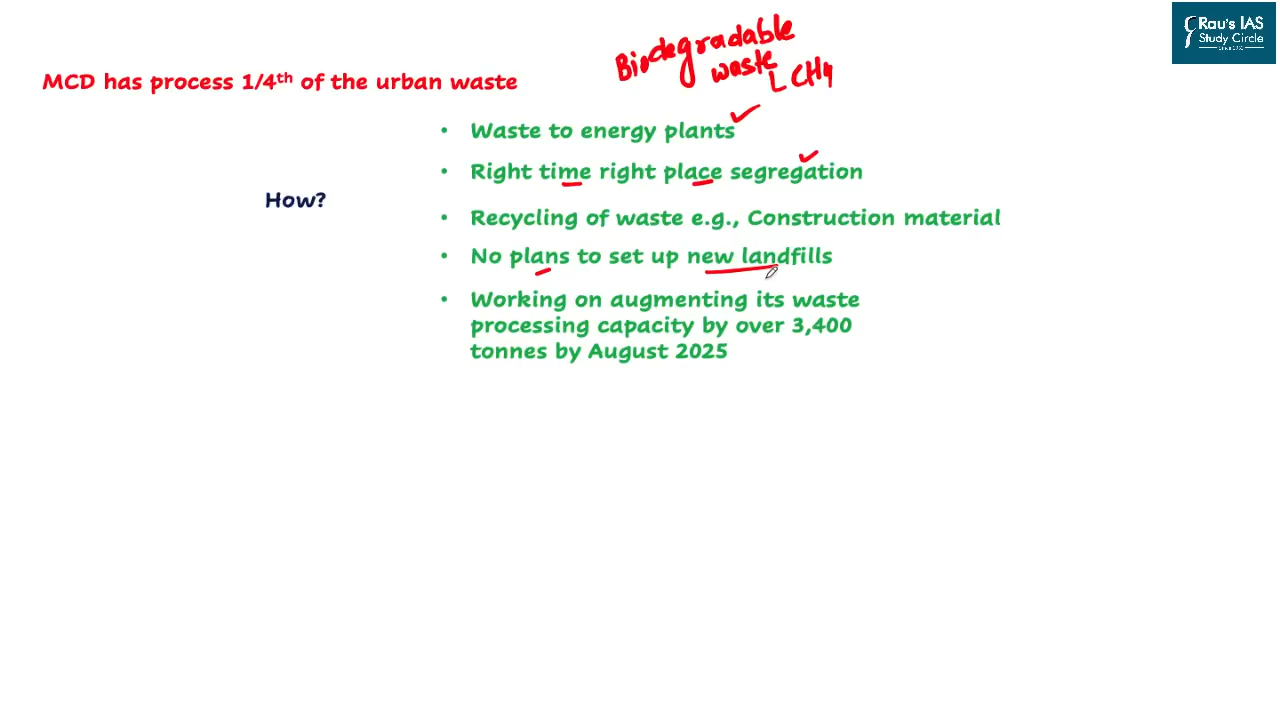 Rau's IAS
Study Circle
Biodegradable
waste
CH4
MCD has process 1/4th of the urban waste
• Waste to energy plants
• Right time right place segregation
How?
• Recycling of waste e.g., Construction material
• No plans to set up new landfills
• Working on augmenting its waste
processing capacity by over 3,400
tonnes by August 2025